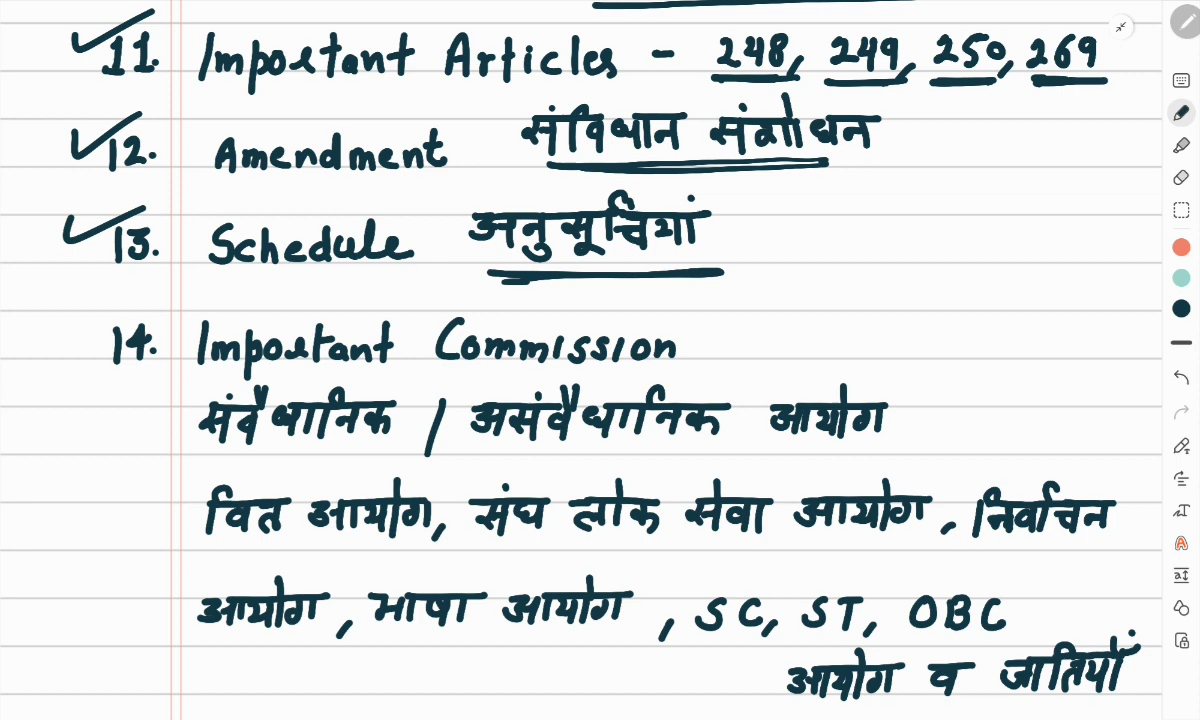 11. Important Articles - 248, 249, 250, 269
12. Amendment संविधान संशोधन
13. Schedule अनुसूचियां
14. Important Commission
संवैधानिक / असंवैधानिक आयोग
वित्त आयोग, संघ लोक सेवा आयोग, निर्वाचन
आयोग, भाषा आयोग, SC, ST, OBC
आयोग व जातियों